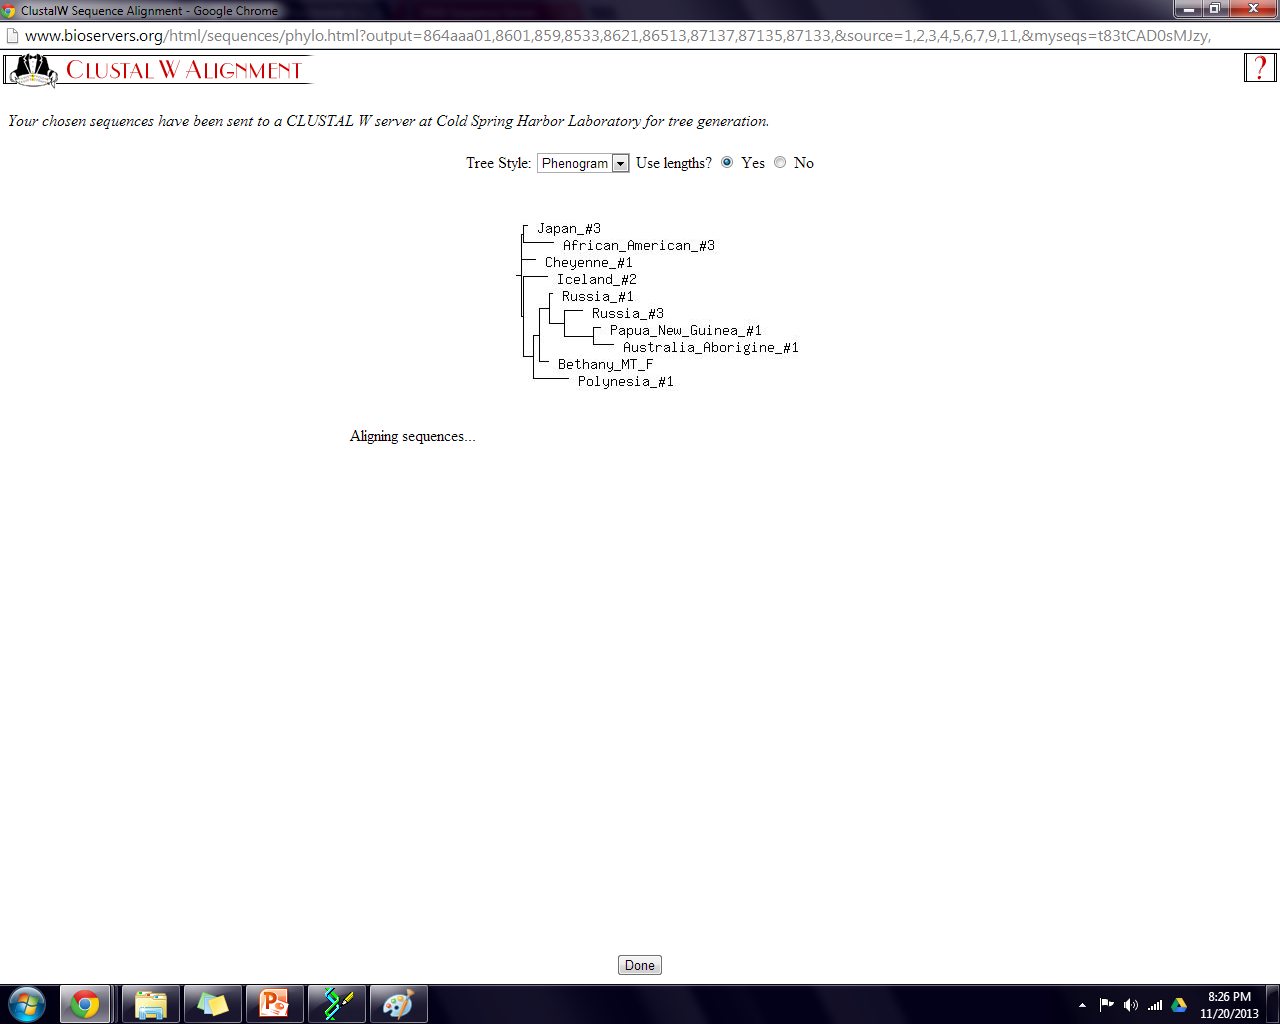 ClustalW Sequence Alignment - Google Chrome
www.bioservers.org/html/sequences/phylo.html?output=864aaa01,8601,859,8533,8621,86513,87137,87135,87133,&source=1,2,3,4,5,6,7,9,11,&myseqs=t83tCAD0sMJzy,
CLUSTAL W ALIGNMENT ?
Your chosen sequences have been sent to a CLUSTAL W server at Cold Spring Harbor Laboratory for tree generation.
Tree Style: Phenogram Use lengths? Yes No
Japan_#3
African_American_#3
Cheyenne_#1
Iceland_#2
Russia_#1
Russia_#3
Papua_New_Guinea_#1
Australia_Aborigine_#1
Bethany_MT_F
Polynesia_#1
Aligning sequences...
Done
8:26 PM
11/20/2013